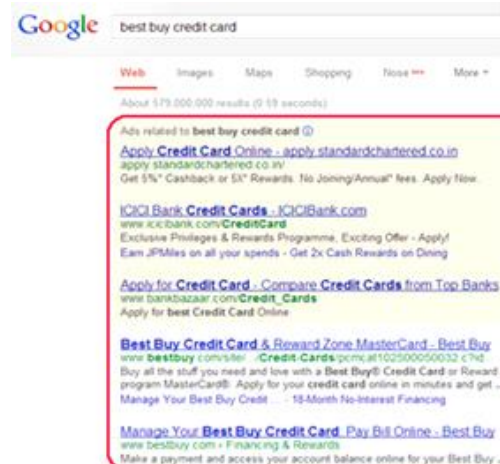 Google best buy credit card
Web Images Maps Shopping More
About 579,000,000 results (0.59 seconds)
Ads related to best buy credit card
Apply Credit Card Online - apply.standardchartered.co.in
apply.standardchartered.co.in/
Get 5%* Cashback or 5X* Rewards. No Joining/Annual* fees. Apply Now.
ICICI Bank Credit Cards - ICICIBank.com
www.icicibank.com/CreditCard
Exclusive Privileges & Rewards Programme, Exciting Offer - Apply!
Earn JPMiles on all your spends - Get 2x Cash Rewards on Dining
Apply for Credit Card - Compare Credit Cards from Top Banks
www.bankbazaar.com/Credit_Cards
Apply for best Credit Card Online
Best Buy Credit Card & Reward Zone MasterCard - Best Buy
www.bestbuy.com/site/.../Credit-Cards/pcmcat102500050032.c?id
Buy all the stuff you need and love with a Best Buy® Credit Card or Reward
program MasterCard®. Apply for your credit card online in minutes and get ...
Manage Your Best Buy Credit ... - 18-Month No-Interest Financing
Manage Your Best Buy Credit Card, Pay Bill Online - Best Buy
www.bestbuy.com › Financing & Rewards
Make a payment and access your account balance online for your Best Buy ...